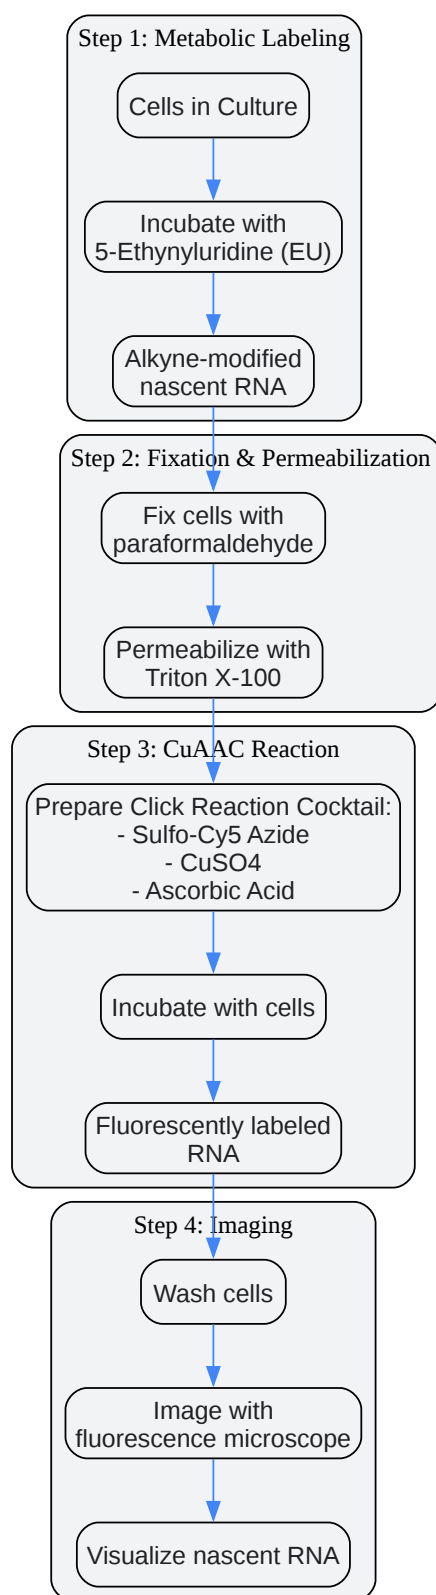 Step 1: Metabolic Labeling
Cells in Culture
Incubate with
5-Ethynyluridine (EU)
Alkyne-modified
nascent RNA
Step 2: Fixation & Permeabilization
Fix cells with
paraformaldehyde
Permeabilize with
Triton X-100
Step 3: CuAAC Reaction
Prepare Click Reaction Cocktail:
- Sulfo-Cy5 Azide
- CuSO4
- Ascorbic Acid
Incubate with cells
Fluorescently labeled
RNA
Step 4: Imaging
Wash cells
Image with
fluorescence microscope
Visualize nascent RNA